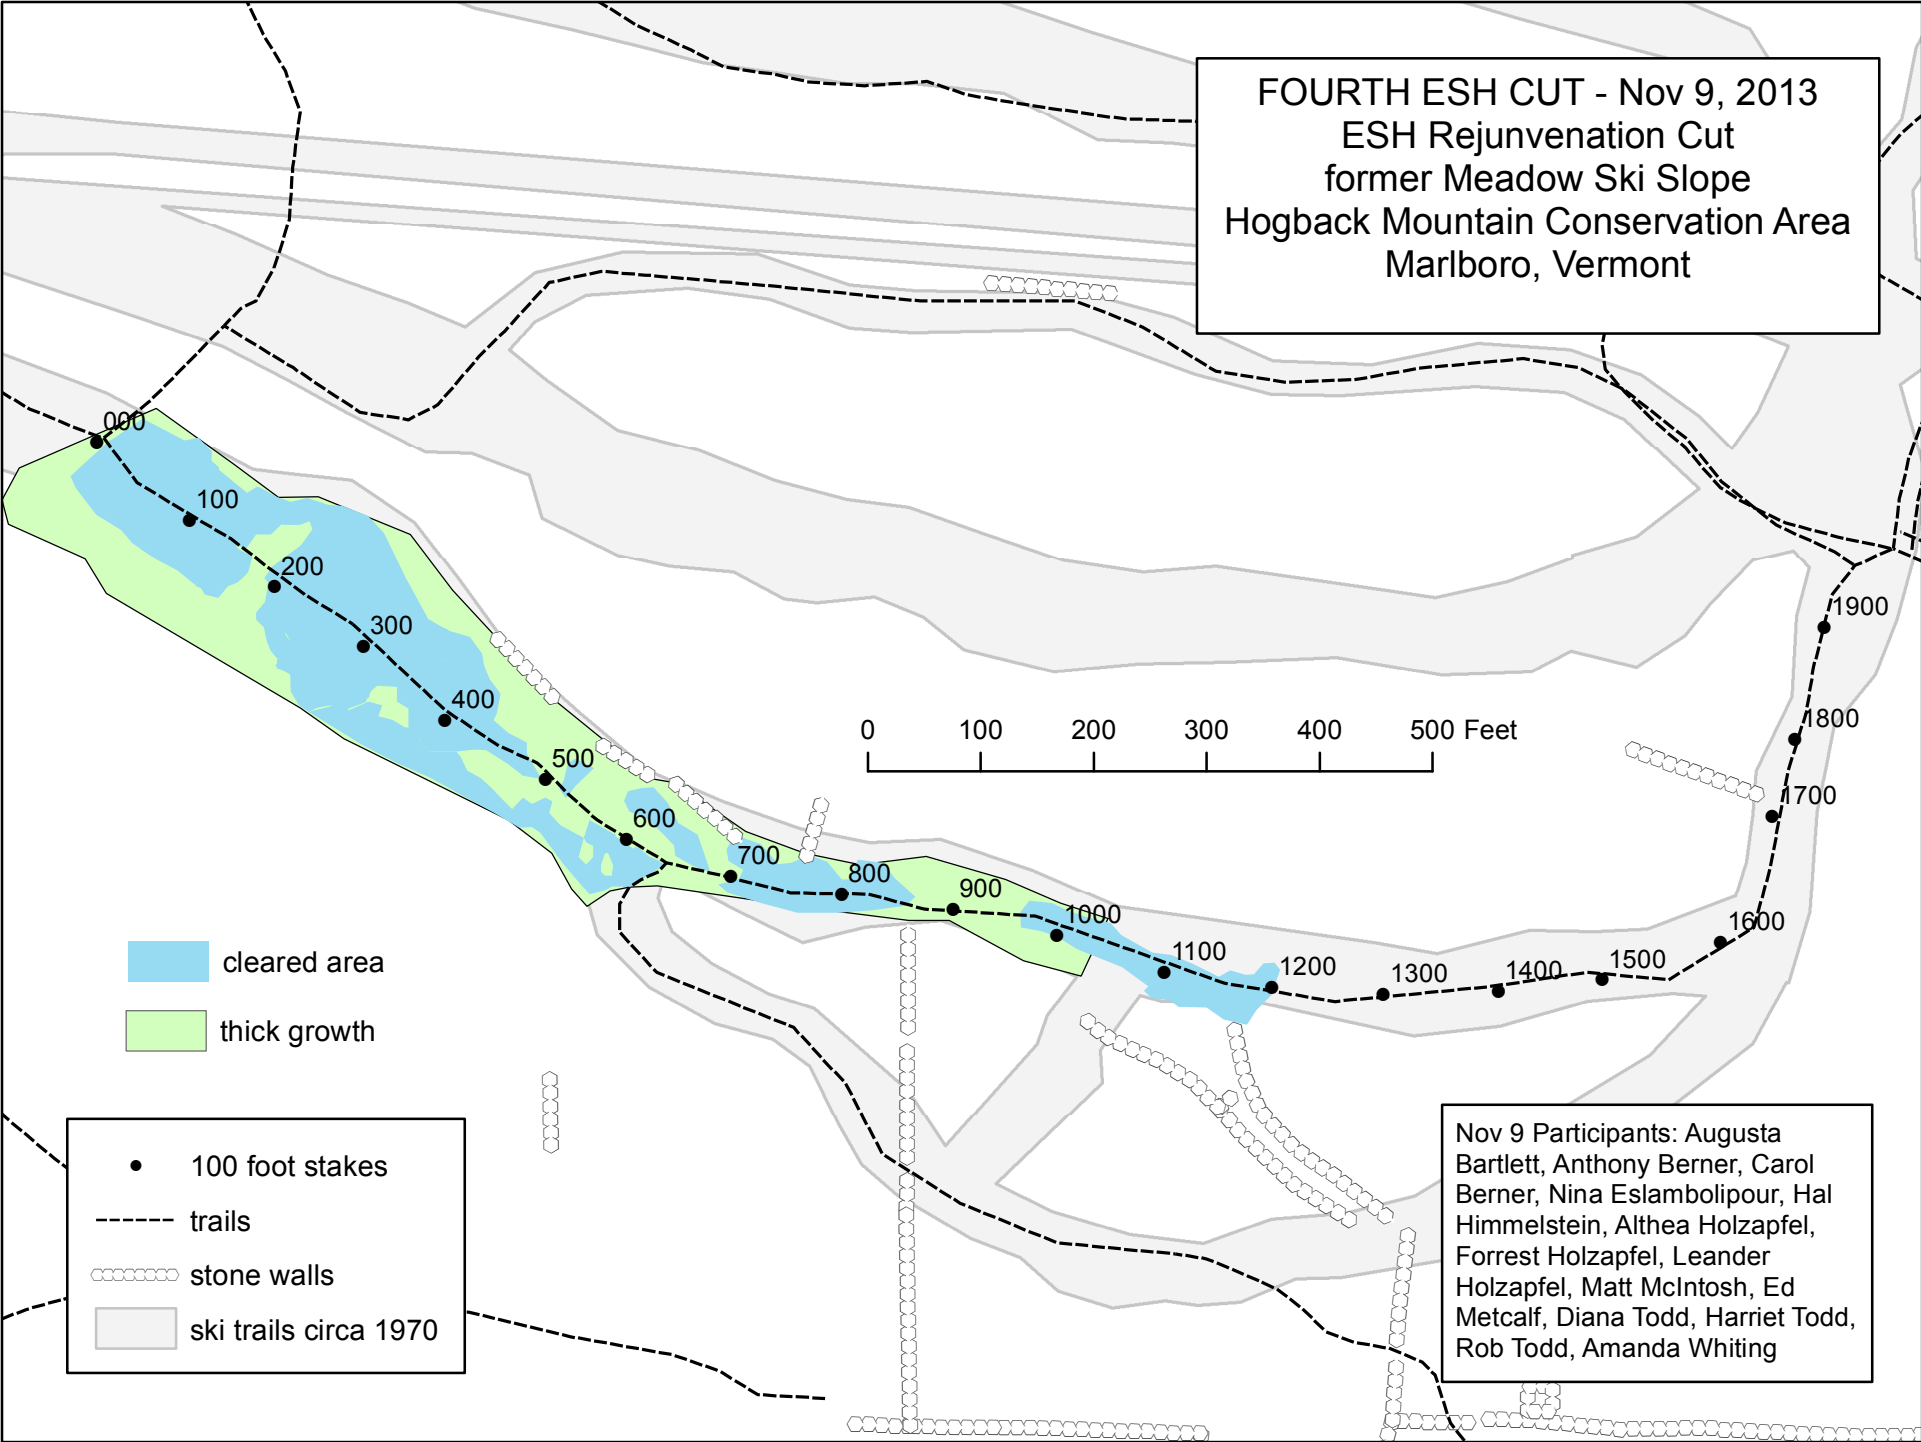 FOURTH ESH CUT - Nov 9, 2013
ESH Rejunvenation Cut
former Meadow Ski Slope
Hogback Mountain Conservation Area
Marlboro, Vermont
000
100
200
300
400
500
600
700
800
900
1000
1100
1200
1300
1400
1500
1600
1700
1800
1900
0 100 200 300 400 500 Feet
cleared area
thick growth
100 foot stakes
trails
stone walls
ski trails circa 1970
Nov 9 Participants: Augusta
Bartlett, Anthony Berner, Carol
Berner, Nina Eslambolipour, Hal
Himmelstein, Althea Holzapfel,
Forrest Holzapfel, Leander
Holzapfel, Matt McIntosh, Ed
Metcalf, Diana Todd, Harriet Todd,
Rob Todd, Amanda Whiting